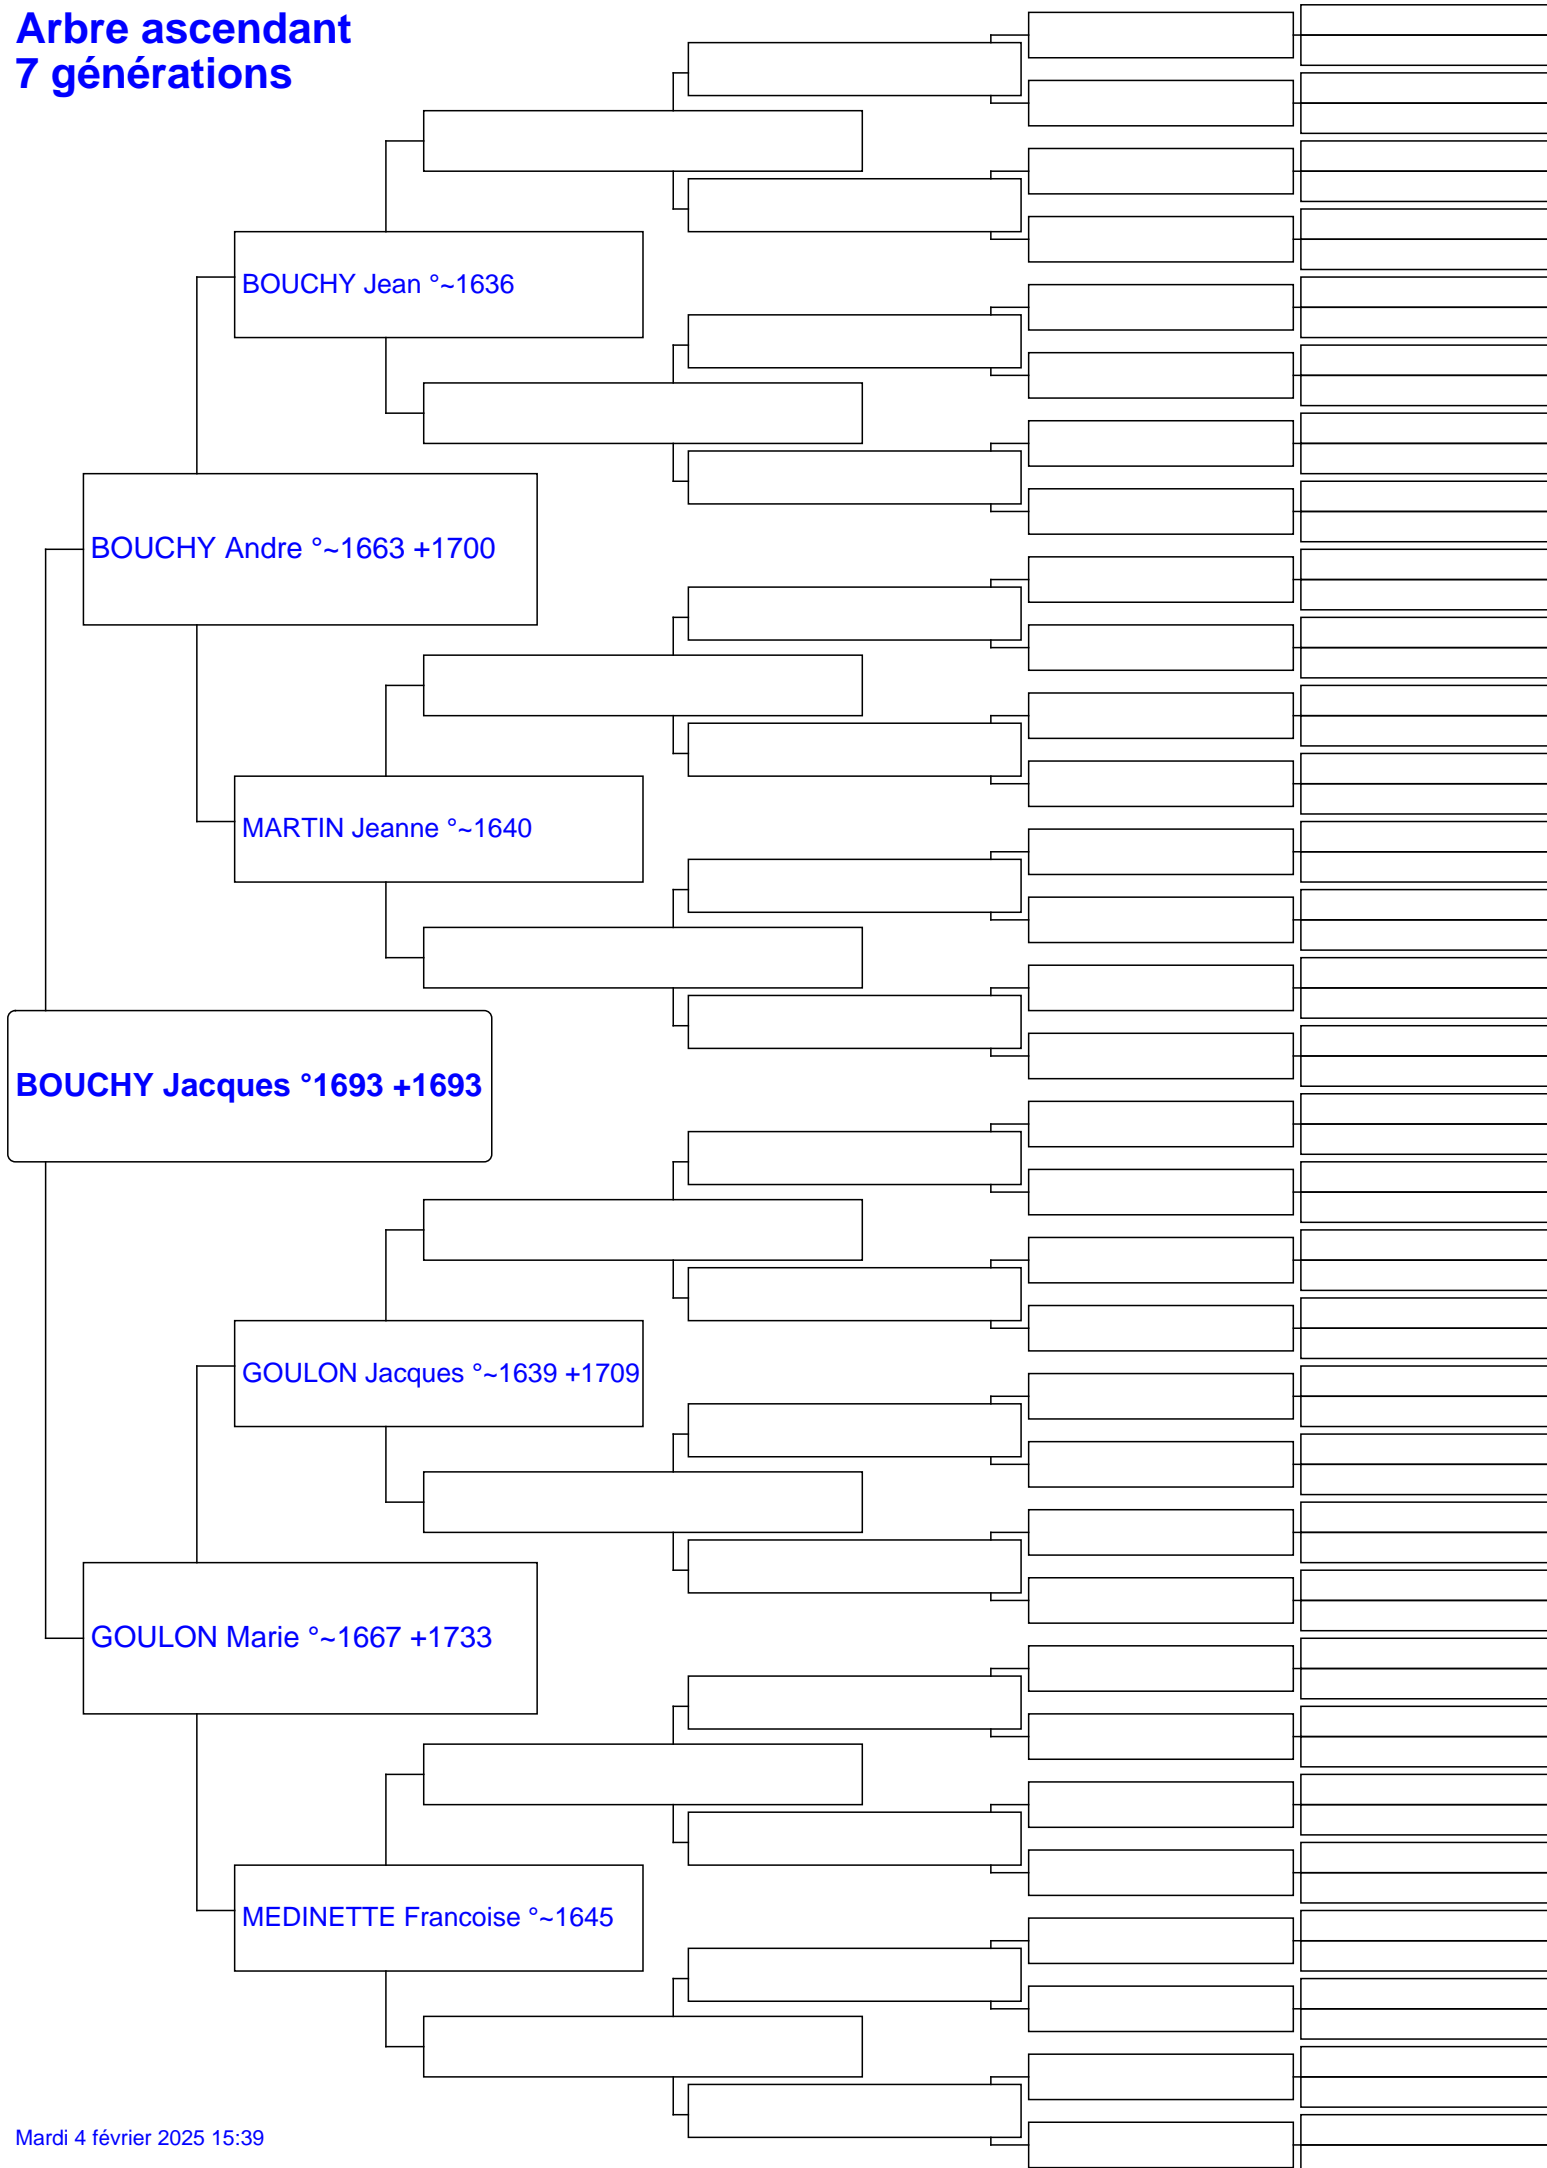 Arbre ascendant
7 générations
BOUCHY Jean °~1636
BOUCHY Andre °~1663 +1700
MARTIN Jeanne °~1640
BOUCHY Jacques °1693 +1693
GOULON Jacques °~1639 +1709
GOULON Marie °~1667 +1733
MEDINETTE Francoise °~1645
Mardi 4 février 2025 15:39